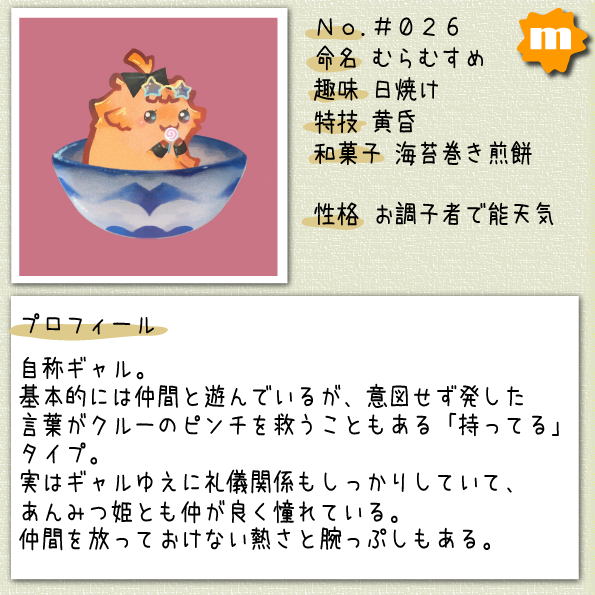 No.#026
命名 むらむすめ
趣味 日焼け
特技 黄昏
和菓子 海苔巻き煎餅
性格 お調子者で能天気
m
プロフィール
自称ギャル。
基本的には仲間と遊んでいるが、意図せず発した
言葉がクルーのピンチを救うこともある「持ってる」
タイプ。
実はギャルゆえに礼儀関係もしっかりしていて、
あんみつ姫とも仲が良く憧れている。
仲間を放っておけない熱さと腕っぷしもある。